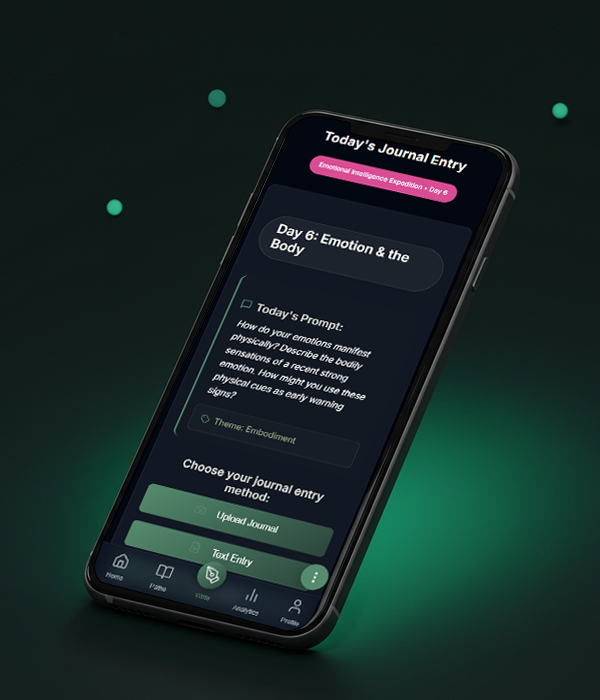 Today's Journal Entry
Emotional Intelligence Expedition • Day 6
Day 6: Emotion & the
Body
Today's Prompt:
How do your emotions manifest
physically? Describe the bodily
sensations of a recent strong
emotion. How might you use these
physical cues as early warning
signs?
Theme: Embodiment
Choose your journal entry
method:
Upload Journal
Text Entry
Home
Paths
Write
Analytics
Profile